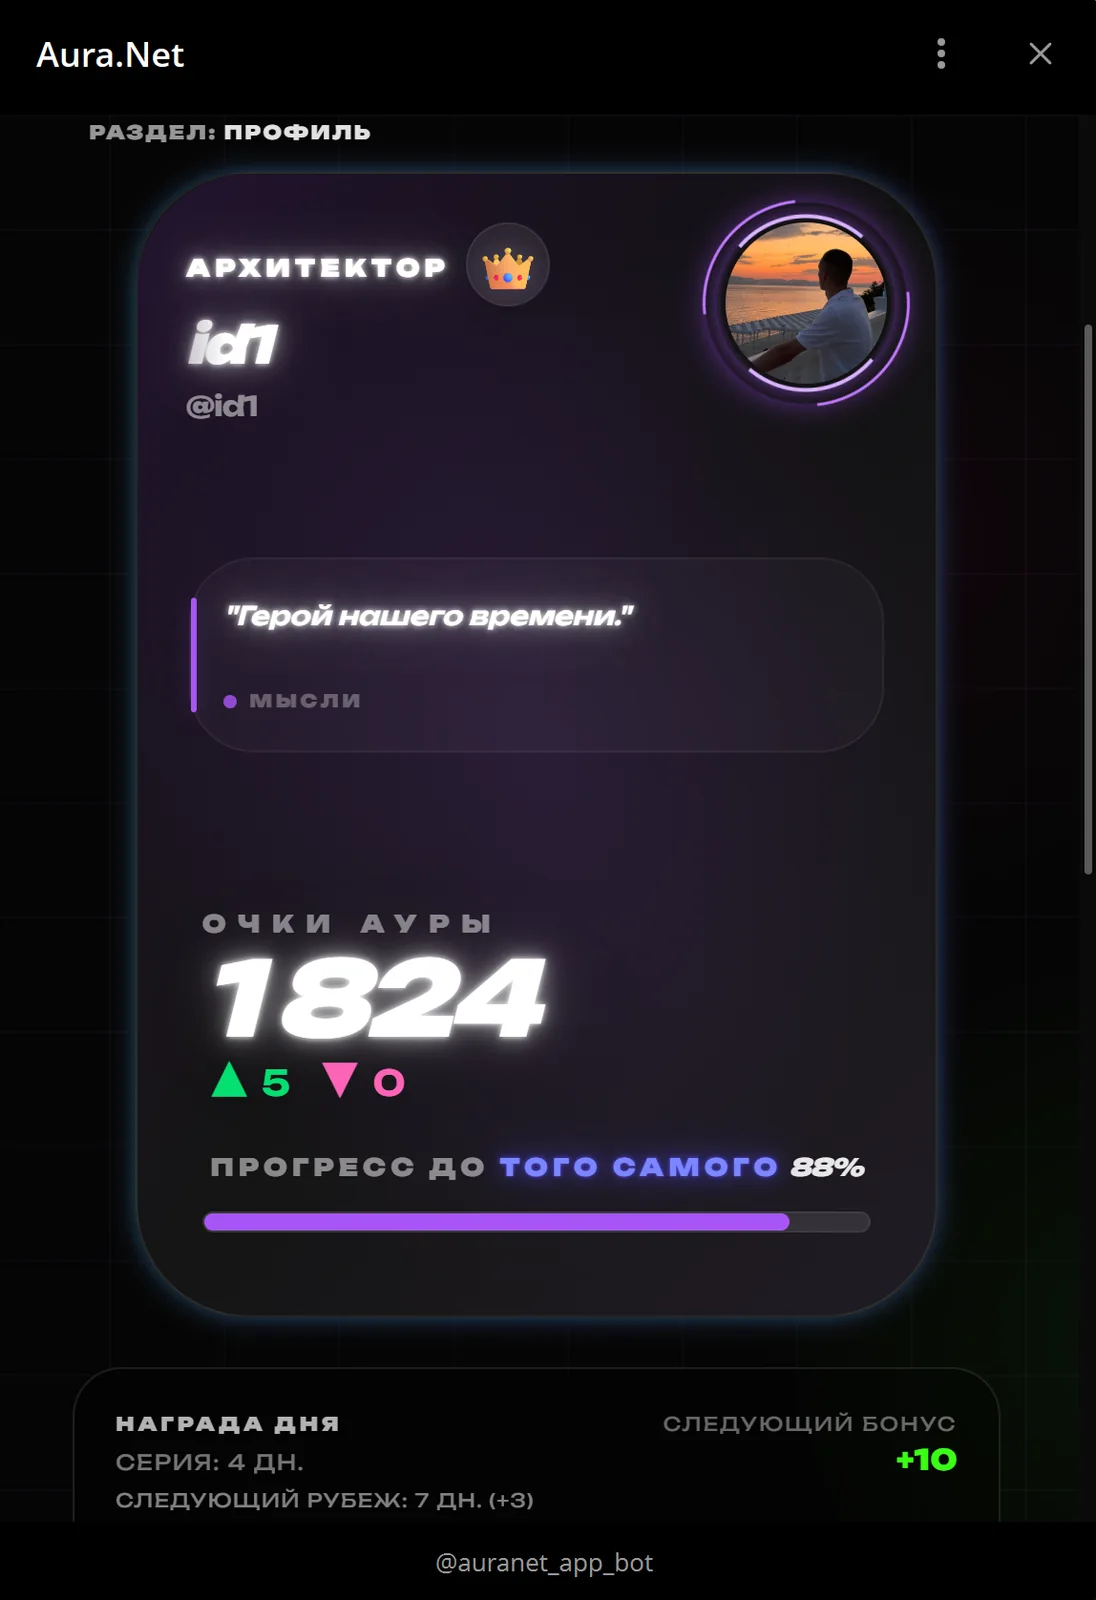 Aura.Net
РАЗДЕЛ: ПРОФИЛЬ
АРХИТЕКТОР
id1
@id1
"Герой нашего времени."
МЫСЛИ
ОЧКИ АУРЫ
1824
▲ 5 ▼ 0
ПРОГРЕСС ДО ТОГО САМОГО 88%
НАГРАДА ДНЯ
СЛЕДУЮЩИЙ БОНУС
СЕРИЯ: 4 ДН.
+10
СЛЕДУЮЩИЙ РУБЕЖ: 7 ДН. (+3)
@auranet_app_bot